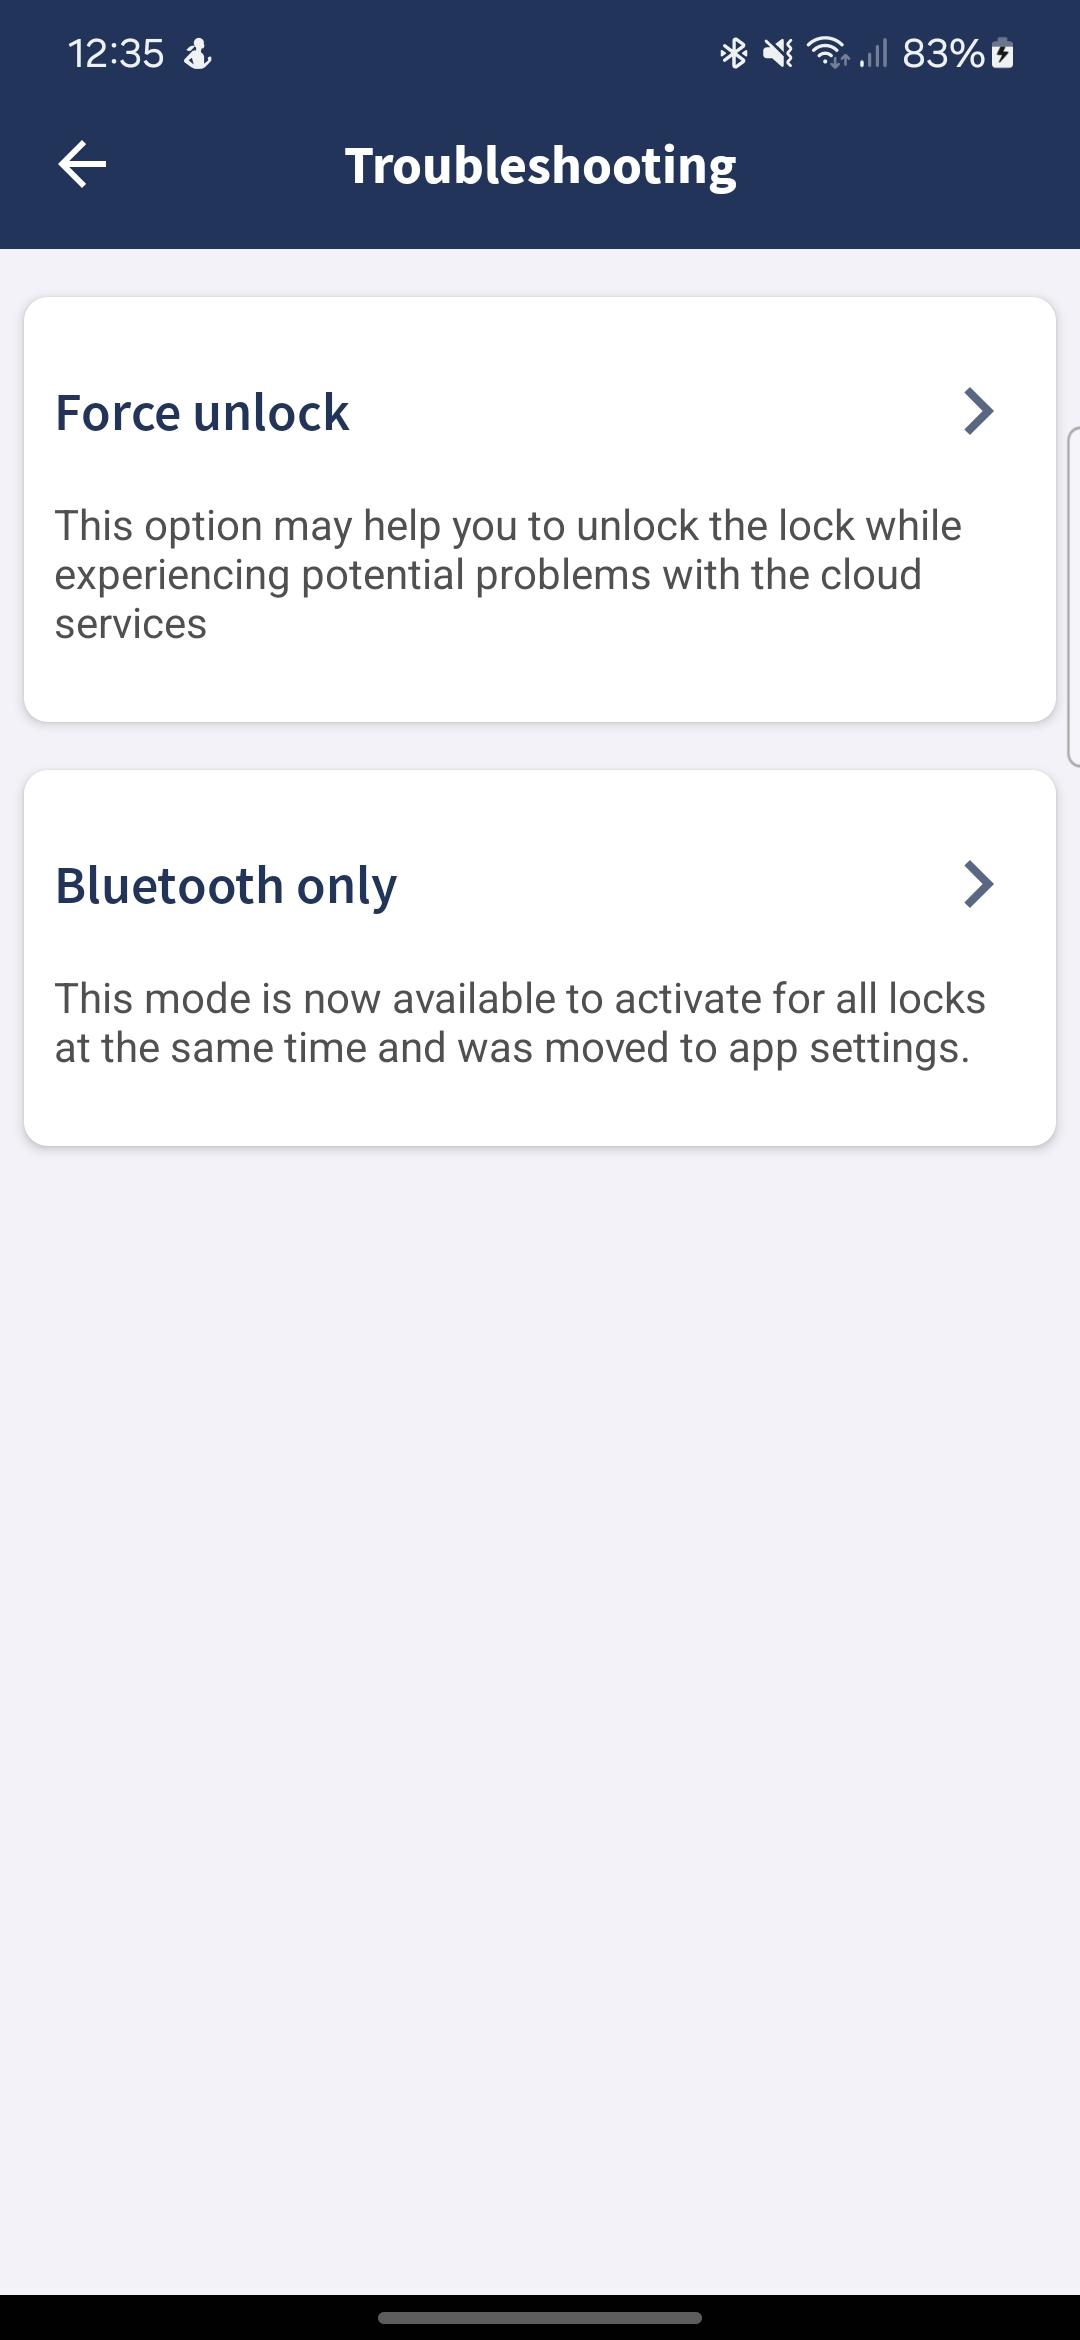 12:35
83%
Troubleshooting
Force unlock
This option may help you to unlock the lock while
experiencing potential problems with the cloud
services
Bluetooth only
This mode is now available to activate for all locks
at the same time and was moved to app settings.